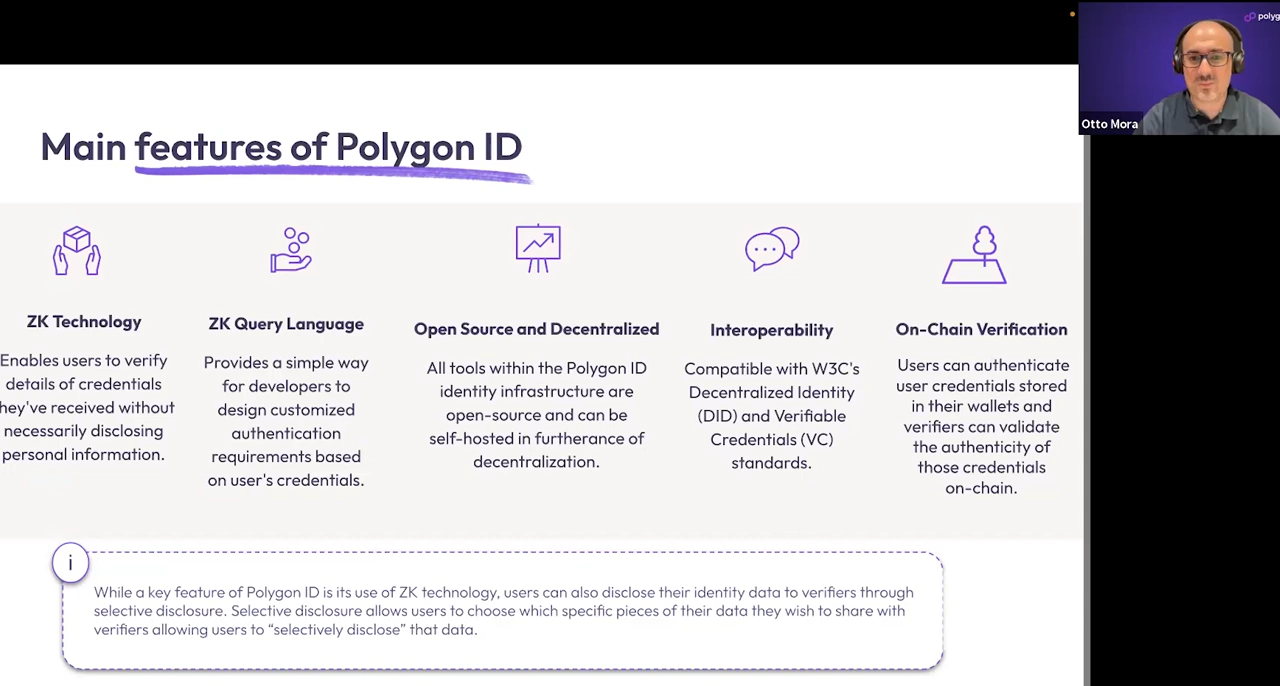 polyg
Otto Mora
Main features of Polygon ID
ZK Technology
Enables users to verify
details of credentials
hey've received without
necessarily disclosing
personal information.
ZK Query Language
Provides a simple way
for developers to
design customized
authentication
requirements based
on user's credentials.
Open Source and Decentralized
All tools within the Polygon ID
identity infrastructure are
open-source and can be
self-hosted in furtherance of
decentralization.
Interoperability
Compatible with W3C's
Decentralized Identity
(DID) and Verifiable
Credentials (VC)
standards.
On-Chain Verification
Users can authenticate
user credentials stored
in their wallets and
verifiers can validate
the authenticity of
those credentials
on-chain.
i
While a key feature of Polygon ID is its use of ZK technology, users can also disclose their identity data to verifiers through
selective disclosure. Selective disclosure allows users to choose which specific pieces of their data they wish to share with
verifiers allowing users to “selectively disclose” that data.